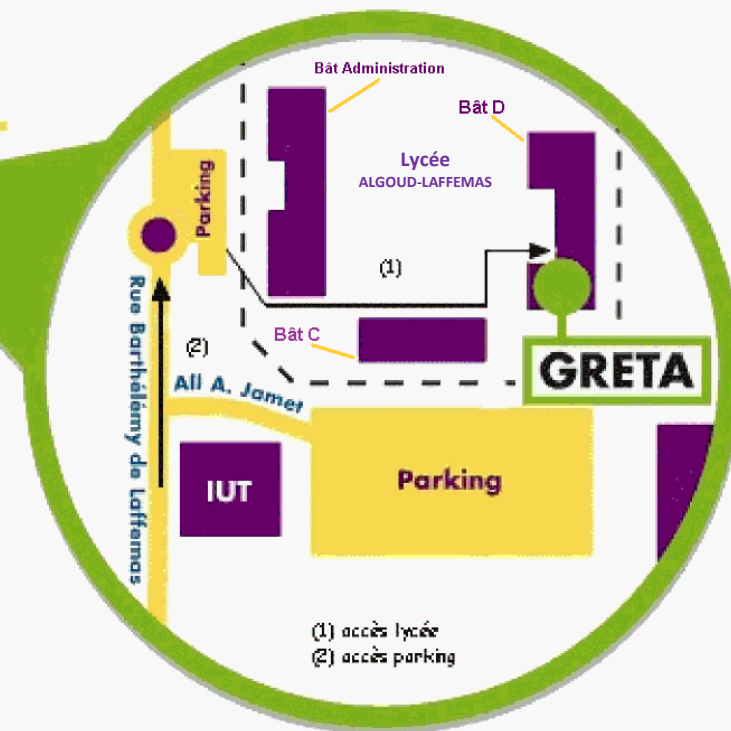 Bât Administration
Bât D
Lycée
ALGOUD-LAFFEMAS
Parking
(1)
Rue Barthélémy de Laffemas
(2)
Bât C
All A. Jamet
GRETA
IUT
Parking
(1) accès lycée
(2) accès parking